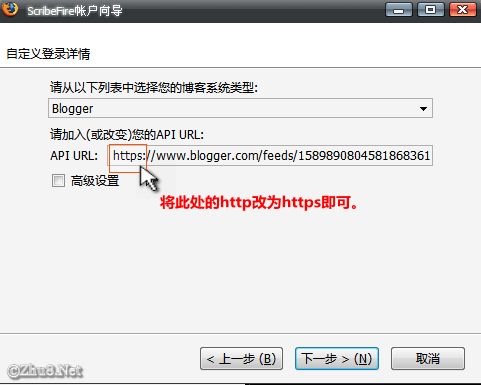 ScribeFire帐户向导
自定义登录详情
请从以下列表中选择您的博客系统类型:
Blogger
请加入(或改变)您的API URL:
API URL: https://www.blogger.com/feeds/1589890804581868361
高级设置
将此处的http改为https即可。
< 上一步 (B) 下一步 > (N) 取消
@Zhu8.Net